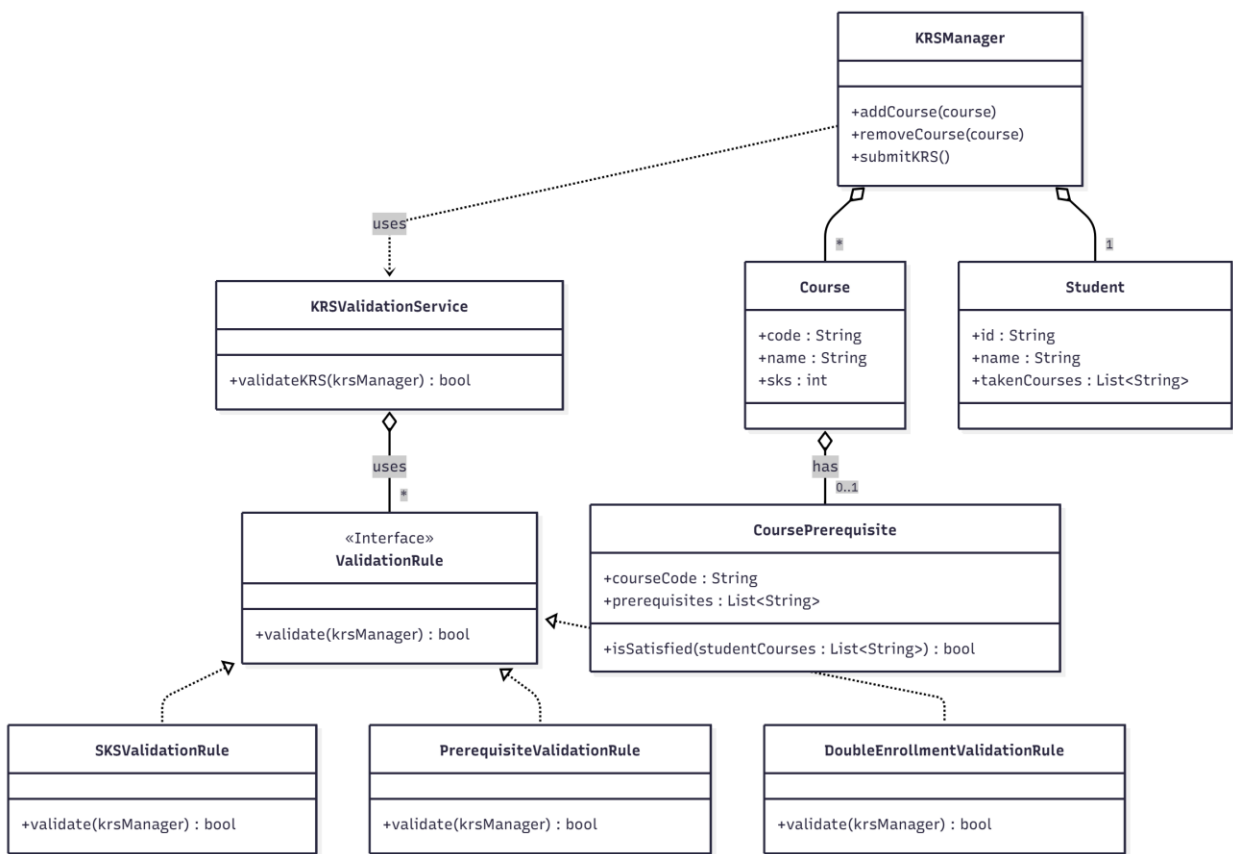 KRSManager
+addCourse(course)
+removeCourse(course)
+submitKRS()
uses
*
1
KRSValidationService
+validateKRS(krsManager) : bool
Course
+code : String
+name : String
+sks : int
Student
+id : String
+name : String
+takenCourses : List<String>
uses
*
has
0..1
«Interface»
ValidationRule
+validate(krsManager) : bool
CoursePrerequisite
+courseCode : String
+prerequisites : List<String>
+isSatisfied(studentCourses : List<String>) : bool
SKSValidationRule
+validate(krsManager) : bool
PrerequisiteValidationRule
+validate(krsManager) : bool
DoubleEnrollmentValidationRule
+validate(krsManager) : bool